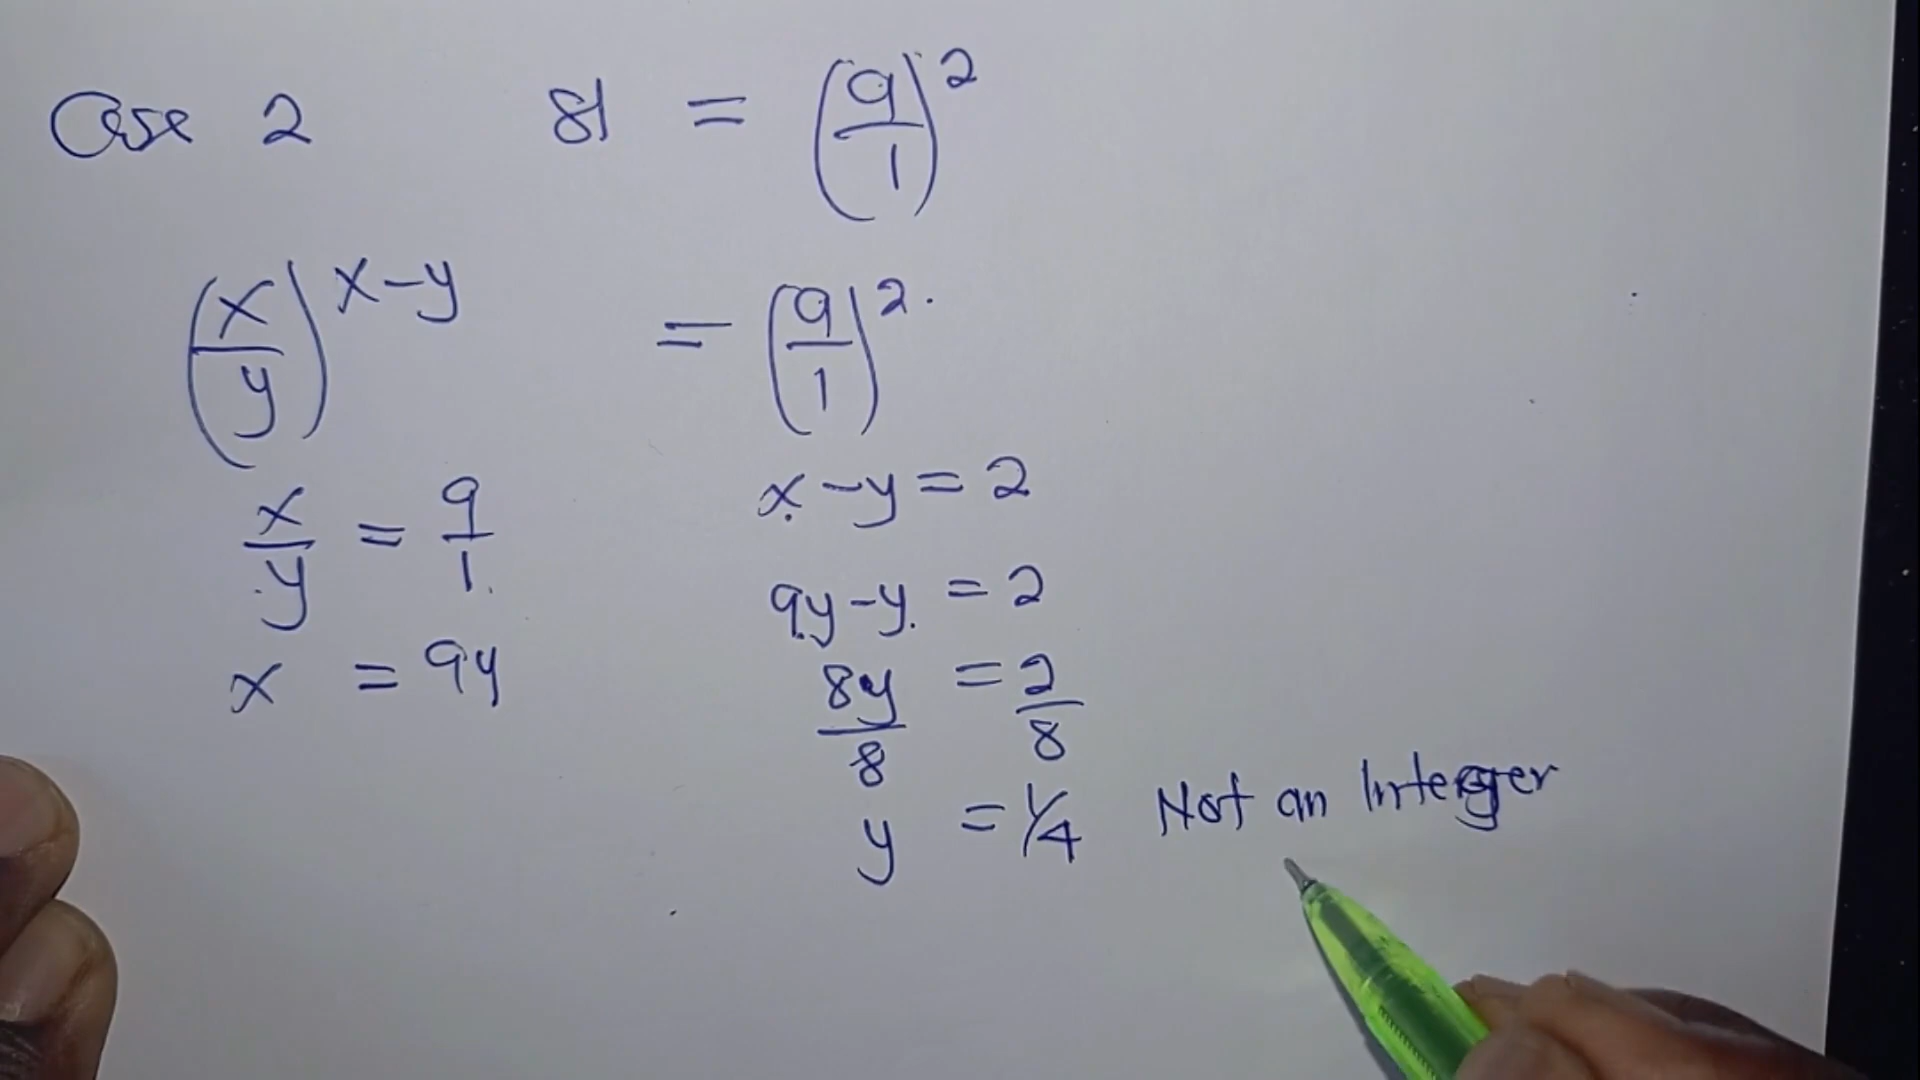 Case 2 81 = (9/1)^2
(x/y)^x-y = (9/1)^2.
x/y = 9/1 x-y=2
9y-y = 2
x = 9y 8y/8 = 2/8
y = 1/4 Not an Integer